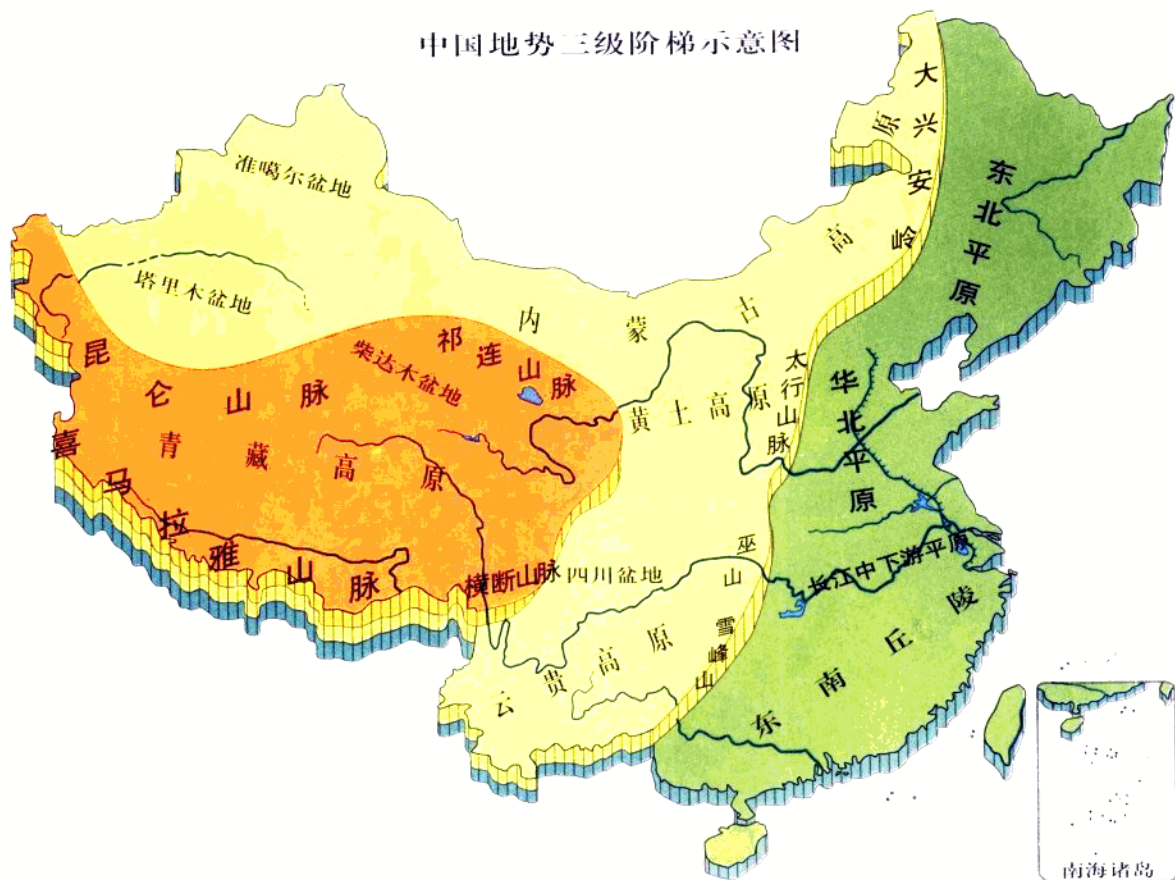 中国地势三级阶梯示意图
大兴安岭
东北平原
准噶尔盆地
塔里木盆地
内蒙古高原
昆仑山脉
柴达木盆地
祁连山脉
黄土高原
太行山脉
华北平原
青藏高原
喜马拉雅山脉
横断山脉
四川盆地
巫山
长江中下游平原
雪峰山
云贵高原
东南丘陵
南海诸岛